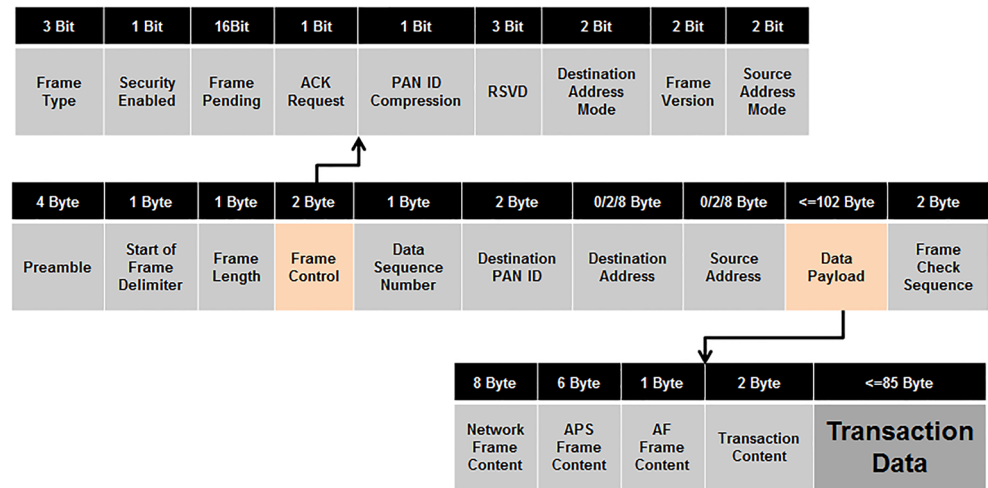 3 Bit 1 Bit 16Bit 1 Bit 1 Bit 3 Bit 2 Bit 2 Bit 2 Bit
Frame Type Security Enabled Frame Pending ACK Request PAN ID Compression RSVD Destination Address Mode Frame Version Source Address Mode
4 Byte 1 Byte 1 Byte 2 Byte 1 Byte 2 Byte 0/2/8 Byte 0/2/8 Byte <=102 Byte 2 Byte
Preamble Start of Frame Delimiter Frame Length Frame Control Data Sequence Number Destination PAN ID Destination Address Source Address Data Payload Frame Check Sequence
8 Byte 6 Byte 1 Byte 2 Byte <=85 Byte
Network Frame Content APS Frame Content AF Frame Content Transaction Content Transaction Data